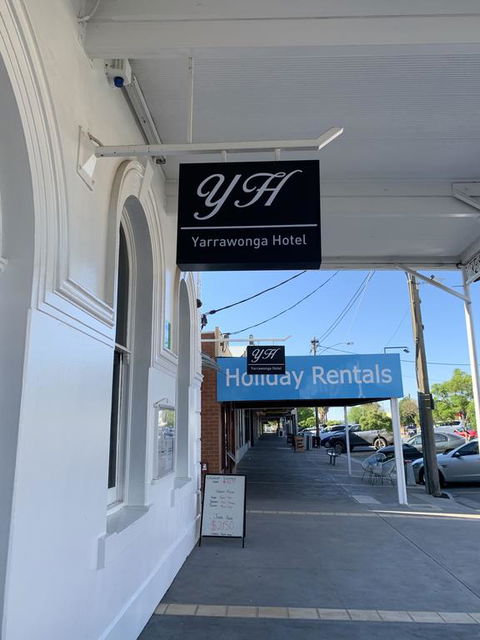 YH
Yarrawonga Hotel
YH
Yarrawonga Hotel
Holiday Rentals